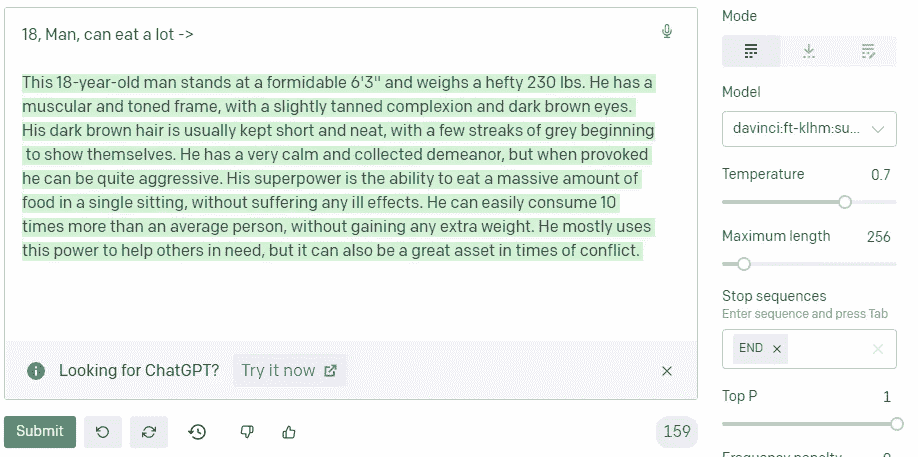 18, Man, can eat a lot ->
This 18-year-old man stands at a formidable 6'3" and weighs a hefty 230 lbs. He has a
muscular and toned frame, with a slightly tanned complexion and dark brown eyes.
His dark brown hair is usually kept short and neat, with a few streaks of grey beginning
to show themselves. He has a very calm and collected demeanor, but when provoked
he can be quite aggressive. His superpower is the ability to eat a massive amount of
food in a single sitting, without suffering any ill effects. He can easily consume 10
times more than an average person, without gaining any extra weight. He mostly uses
this power to help others in need, but it can also be a great asset in times of conflict.
Looking for ChatGPT? Try it now
Submit
159
Mode
Model
davinci:ft-klhm:su...
Temperature 0.7
Maximum length 256
Stop sequences
Enter sequence and press Tab
END
Top P 1